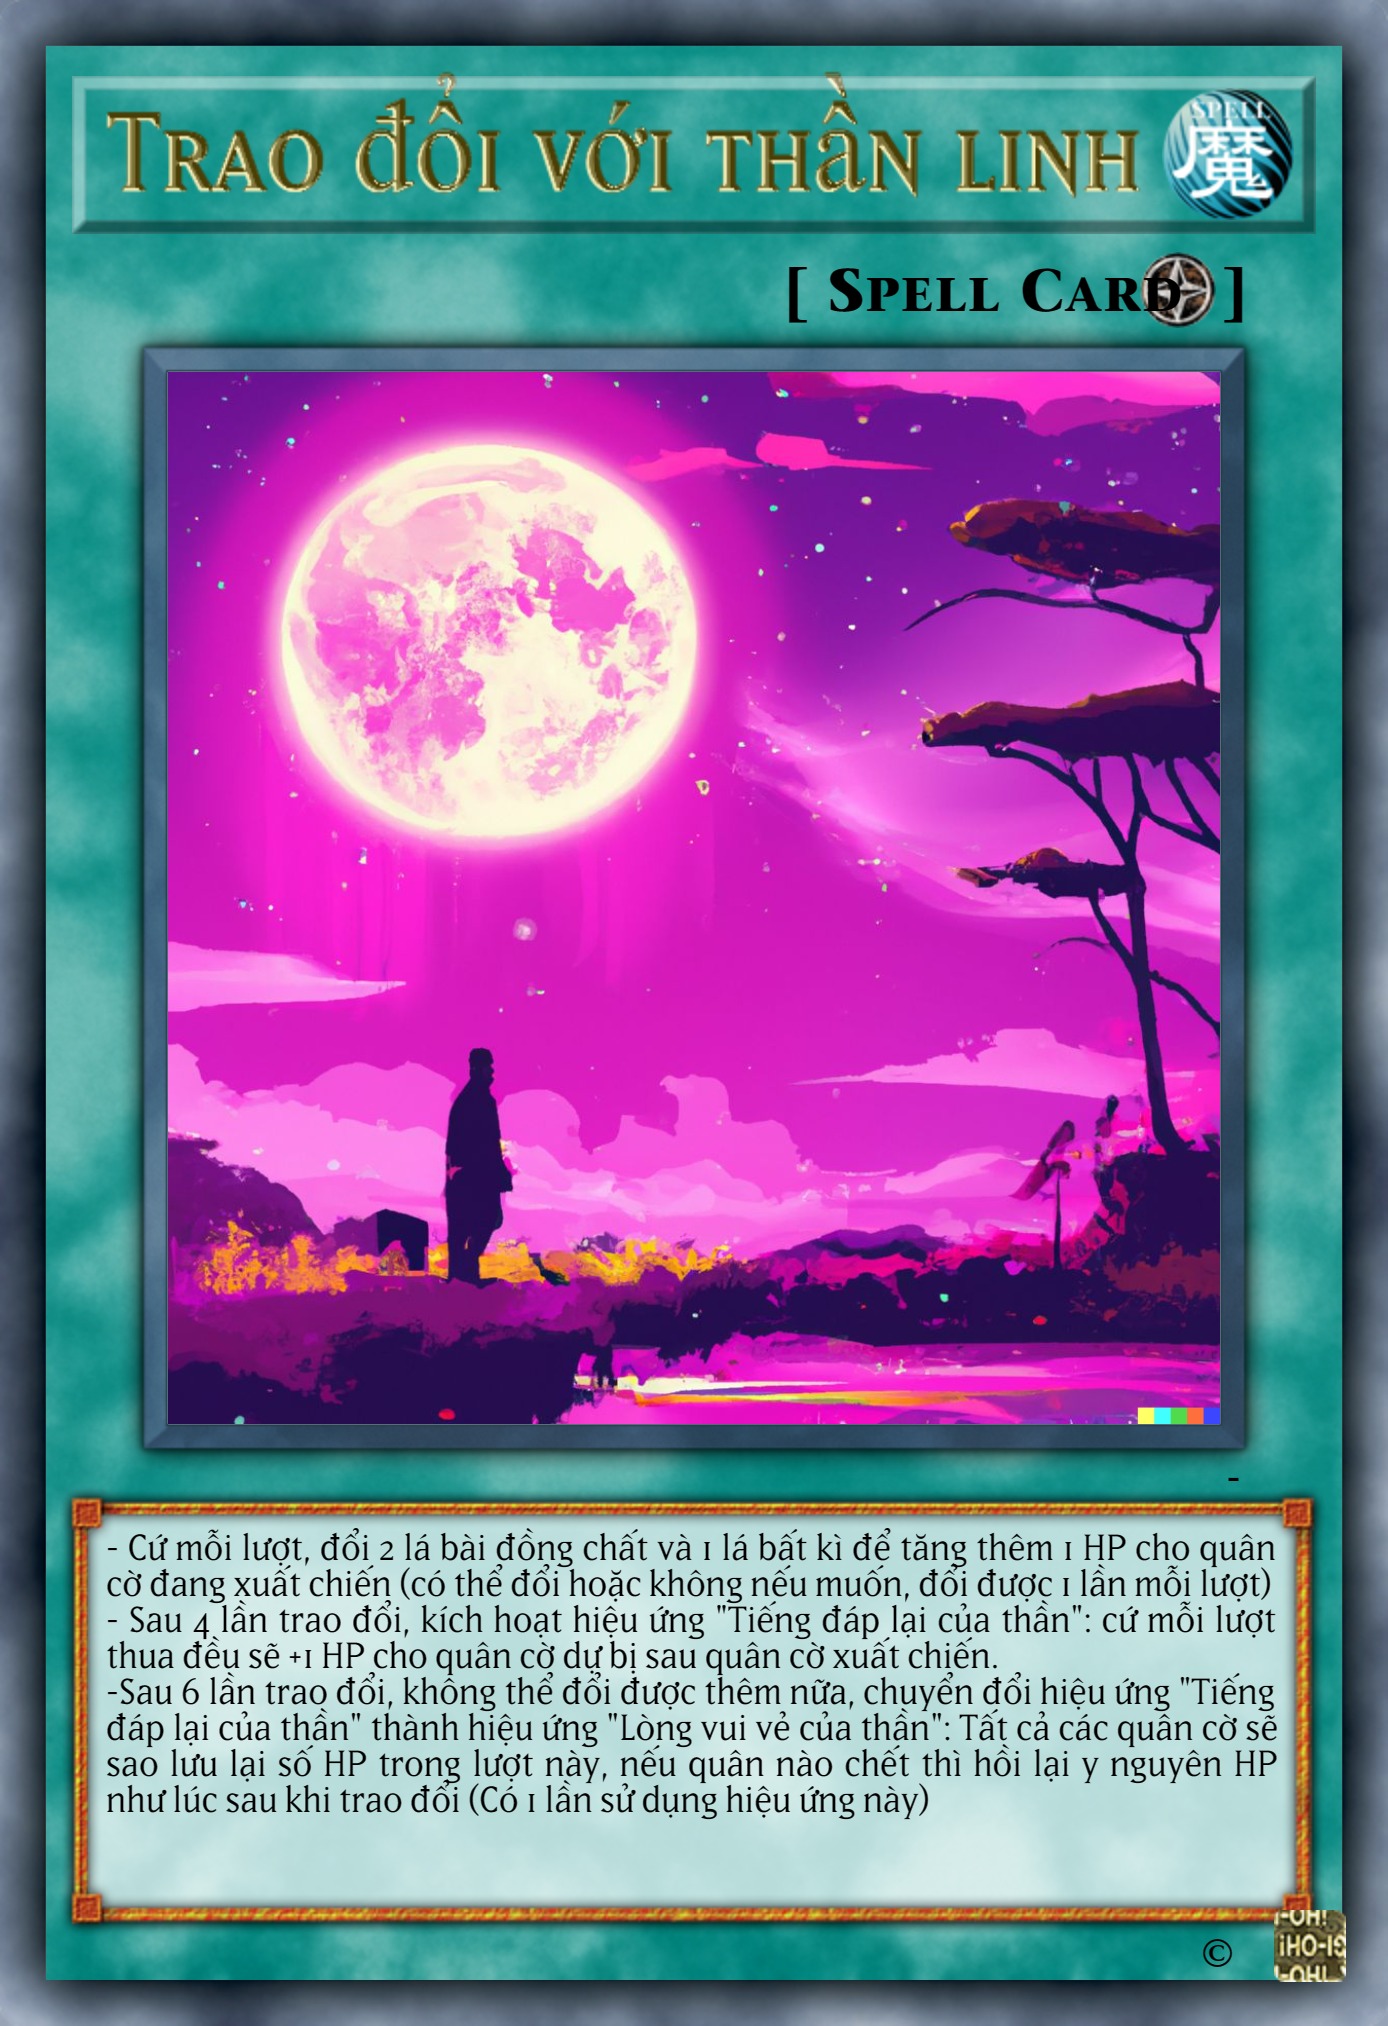 Trao đổi với thần linh
SPELL
魔
[ Spell Card ]
-
- Cứ mỗi lượt, đổi 2 lá bài đồng chất và 1 lá bất kì để tăng thêm 1 HP cho quân
cờ đang xuất chiến (có thể đổi hoặc không nếu muốn, đổi được 1 lần mỗi lượt)
- Sau 4 lần trao đổi, kích hoạt hiệu ứng "Tiếng đáp lại của thần": cứ mỗi lượt
thua đều sẽ +1 HP cho quân cờ dự bị sau quân cờ xuất chiến.
-Sau 6 lần trao đổi, không thể đổi được thêm nữa, chuyển đổi hiệu ứng "Tiếng
đáp lại của thần" thành hiệu ứng "Lòng vui vẻ của thần": Tất cả các quân cờ sẽ
sao lưu lại số HP trong lượt này, nếu quân nào chết thì hồi lại y nguyên HP
như lúc sau khi trao đổi (Có 1 lần sử dụng hiệu ứng này)
©